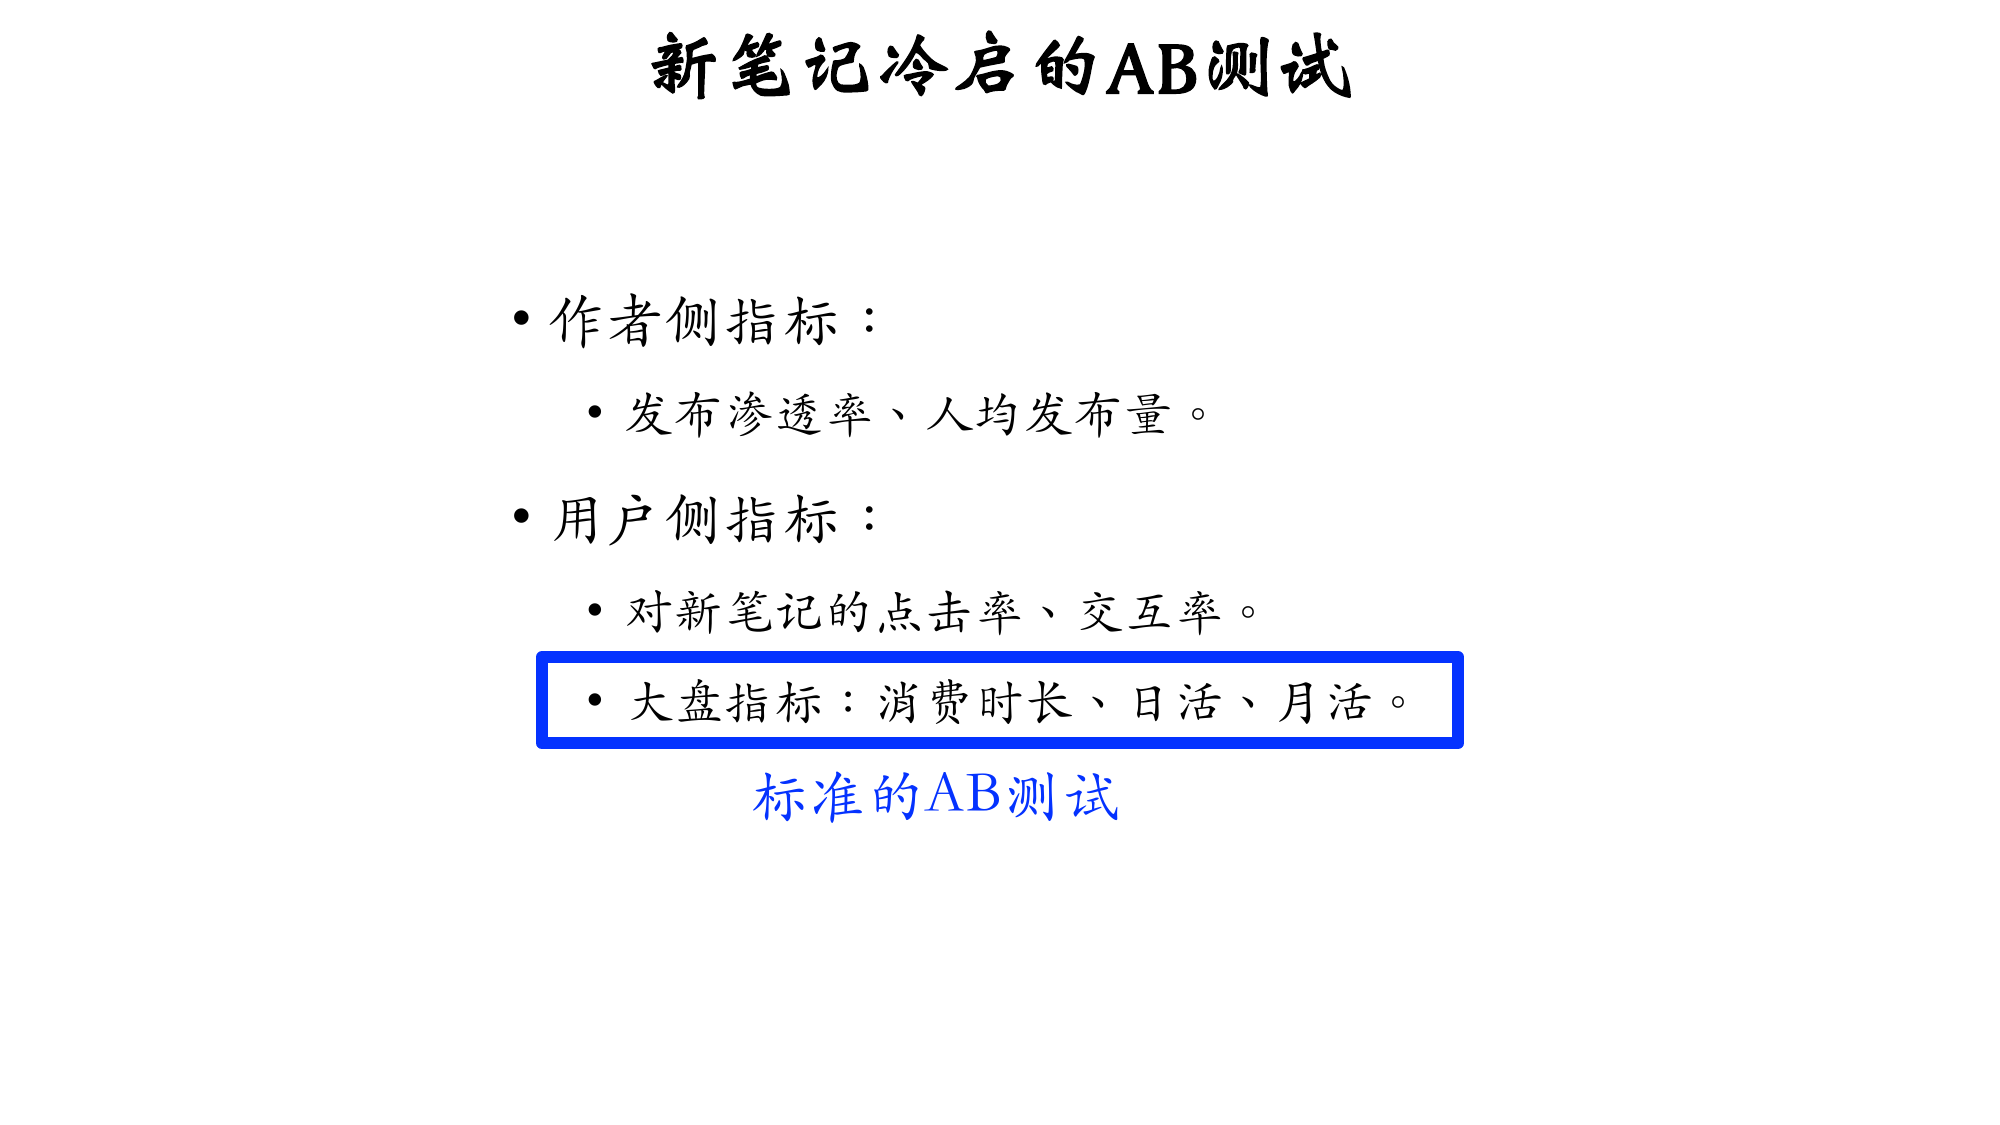 新笔记冷启的AB测试
• 作者侧指标：
• 发布渗透率、人均发布量。
• 用户侧指标：
• 对新笔记的点击率、交互率。
• 大盘指标：消费时长、日活、月活。
标准的AB测试